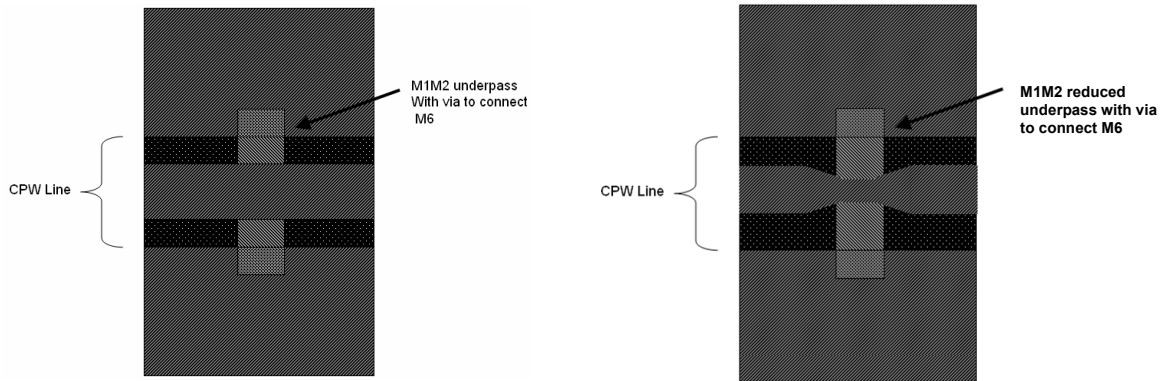 M1M2 underpass
With via to connect
M6
CPW Line
M1M2 reduced
underpass with via
to connect M6
CPW Line